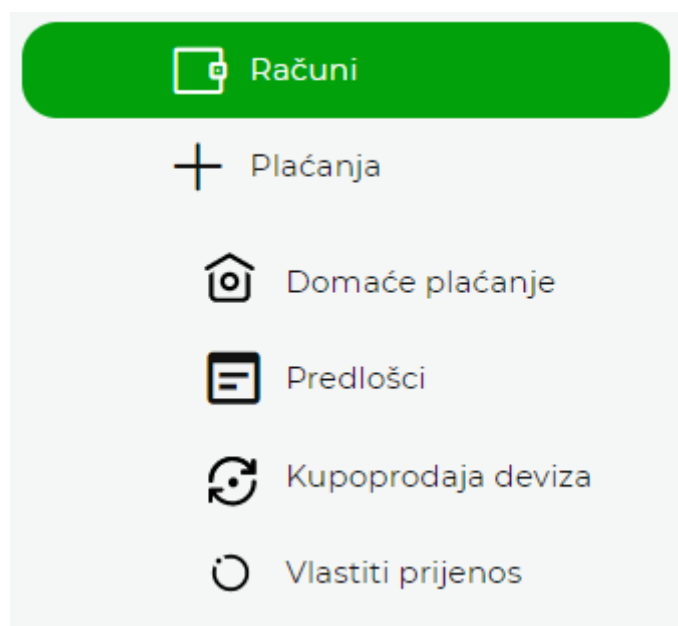 Računi
Plaćanja
Domaće plaćanje
Predlošci
Kupoprodaja deviza
Vlastiti prijenos